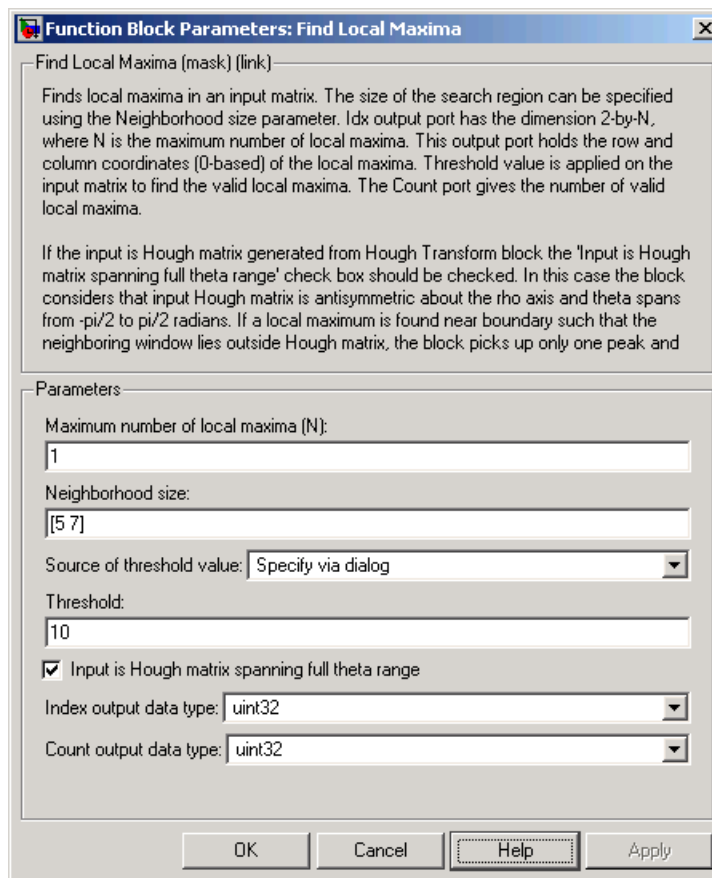 Function Block Parameters: Find Local Maxima
Find Local Maxima (mask) (link)
Finds local maxima in an input matrix. The size of the search region can be specified
using the Neighborhood size parameter. Idx output port has the dimension 2-by-N,
where N is the maximum number of local maxima. This output port holds the row and
column coordinates (0-based) of the local maxima. Threshold value is applied on the
input matrix to find the valid local maxima. The Count port gives the number of valid
local maxima.
If the input is Hough matrix generated from Hough Transform block the 'Input is Hough
matrix spanning full theta range' check box should be checked. In this case the block
considers that input Hough matrix is antisymmetric about the rho axis and theta spans
from -pi/2 to pi/2 radians. If a local maximum is found near boundary such that the
neighboring window lies outside Hough matrix, the block picks up only one peak and
Parameters
Maximum number of local maxima (N):
1
Neighborhood size:
[5 7]
Source of threshold value: Specify via dialog
Threshold:
10
Input is Hough matrix spanning full theta range
Index output data type: uint32
Count output data type: uint32
OK Cancel Help Apply